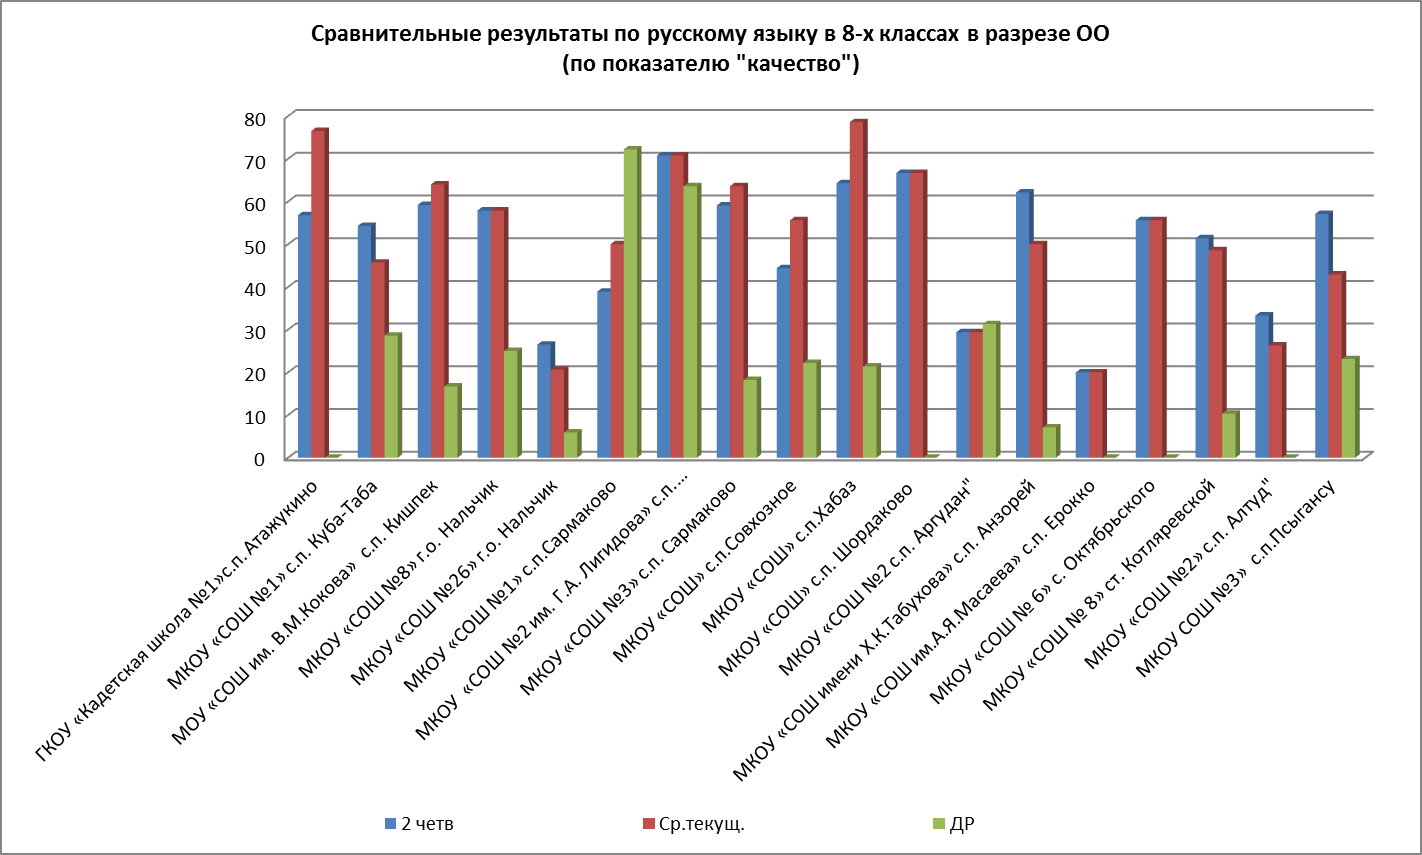 Сравнительные результаты по русскому языку в 8-х классах в разрезе ОО
(по показателю "качество")
80
70
60
50
40
30
20
10
0
ГКОУ «Кадетская школа №1»с.п. Атажукино
МКОУ «СОШ №1» с.п. Куба-Таба
МОУ «СОШ им. В.М.Кокова» с.п. Кишпек
МКОУ «СОШ №8» г.о. Нальчик
МКОУ «СОШ №26» г.о. Нальчик
МКОУ «СОШ №1» с.п.Сармаково
МКОУ «СОШ №2 им. Г.А. Лигидова» с.п....
МКОУ «СОШ №3» с.п. Сармаково
МКОУ «СОШ» с.п.Совхозное
МКОУ «СОШ» с.п.Хабаз
МКОУ «СОШ» с.п. Шордаково
МКОУ «СОШ №2 с.п. Аргудан"
МКОУ «СОШ имени Х.К.Табухова» с.п. Анзорей
МКОУ «СОШ им.А.Я.Масаева» с.п. Ерокко
МКОУ «СОШ № 6» с. Октябрьского
МКОУ «СОШ № 8» ст. Котляревской
МКОУ «СОШ №2» с.п. Алтуд"
МКОУ СОШ №3» с.п.Псыгансу
2 четв
Ср.текущ.
ДР